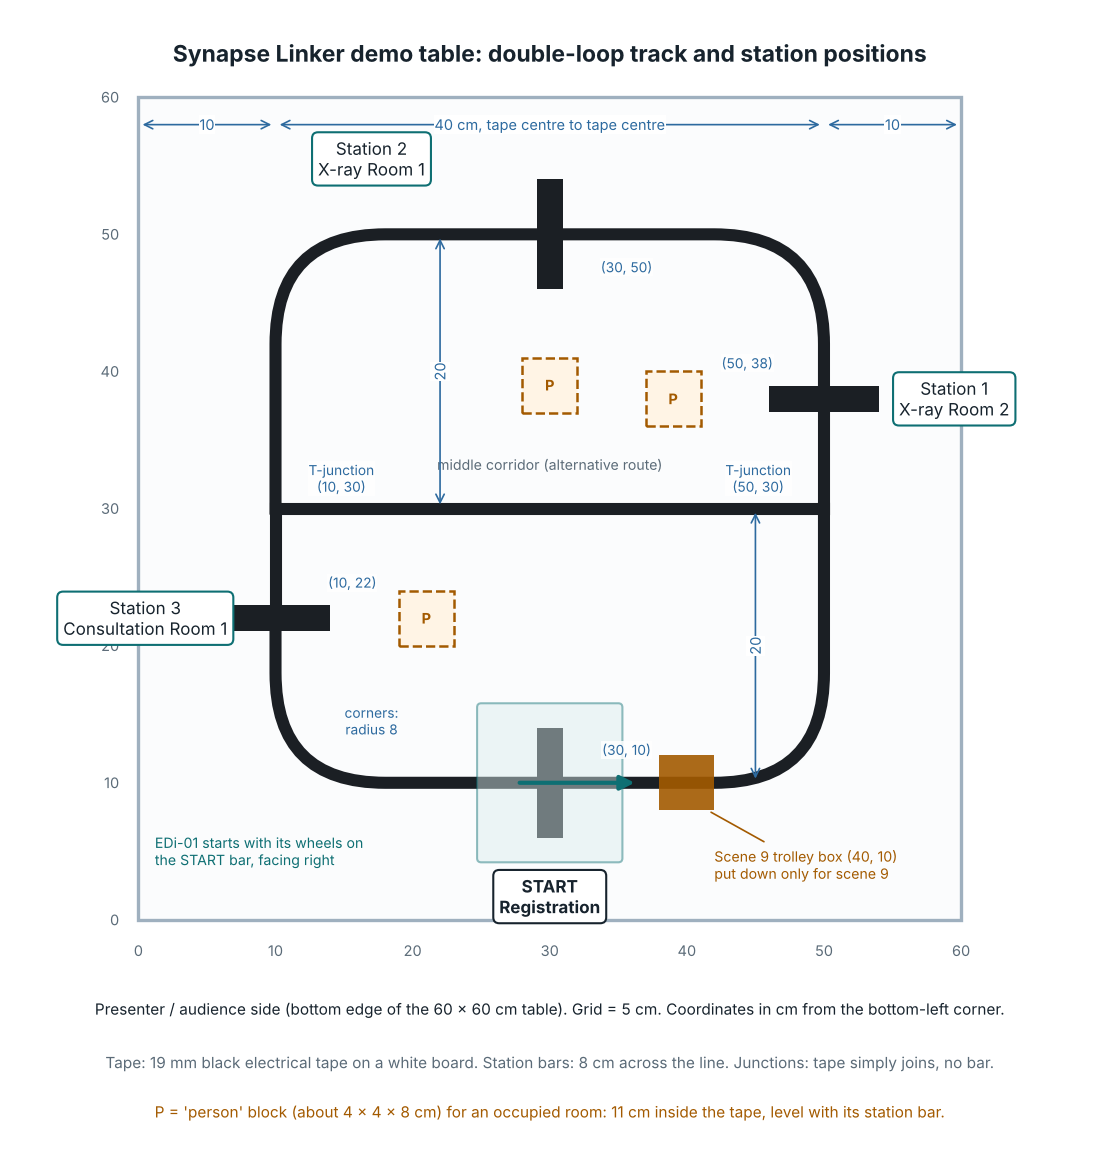 Synapse Linker demo table: double-loop track and station positions
60
10
40 cm, tape centre to tape centre
10
Station 2
X-ray Room 1
50
(30, 50)
40
20
(50, 38)
P
P
Station 1
X-ray Room 2
middle corridor (alternative route)
T-junction
(10, 30)
T-junction
(50, 30)
30
(10, 22)
P
Station 3
Consultation Room 1
20
20
corners:
radius 8
(30, 10)
10
EDi-01 starts with its wheels on
the START bar, facing right
Scene 9 trolley box (40, 10)
put down only for scene 9
START
Registration
0
0
10
20
30
40
50
60
Presenter / audience side (bottom edge of the 60 × 60 cm table). Grid = 5 cm. Coordinates in cm from the bottom-left corner.
Tape: 19 mm black electrical tape on a white board. Station bars: 8 cm across the line. Junctions: tape simply joins, no bar.
P = 'person' block (about 4 × 4 × 8 cm) for an occupied room: 11 cm inside the tape, level with its station bar.